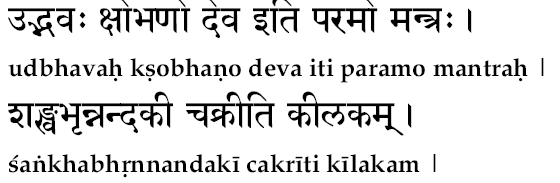 उद्भवः क्षोभणो देव इति परमो मन्त्रः ।
udbhavaḥ kṣobhaṇo deva iti paramo mantraḥ |
शङ्खभृन्नन्दकी चक्रीति कीलकम् ।
śaṅkhabhṛnnandakī cakrīti kīlakam |